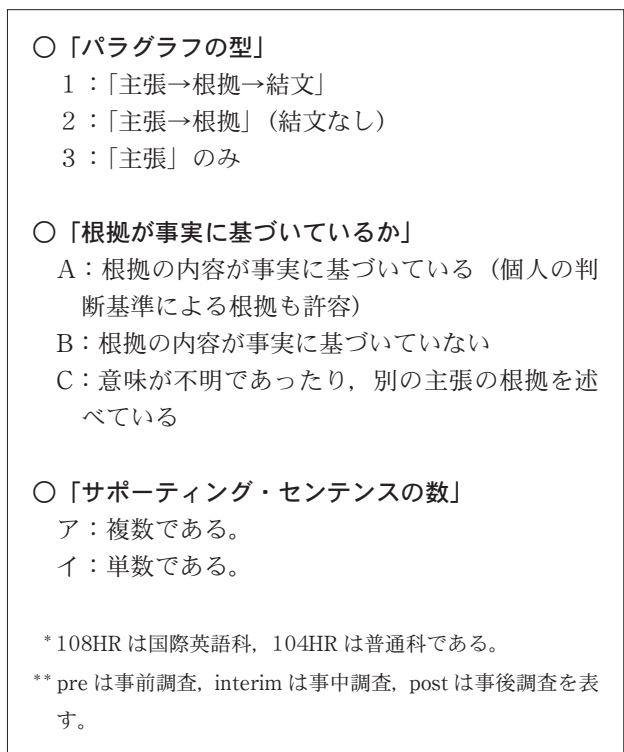 ○「パラグラフの型」
1：「主張→根拠→結文」
2：「主張→根拠」（結文なし）
3：「主張」のみ
○「根拠が事実に基づいているか」
A：根拠の内容が事実に基づいている（個人の判
断基準による根拠も許容）
B：根拠の内容が事実に基づいていない
C：意味が不明であったり，別の主張の根拠を述
べている
○「サポーティング・センテンスの数」
ア：複数である。
イ：単数である。
*108HR は国際英語科，104HR は普通科である。
**pre は事前調査，interim は事中調査，post は事後調査を表
す。